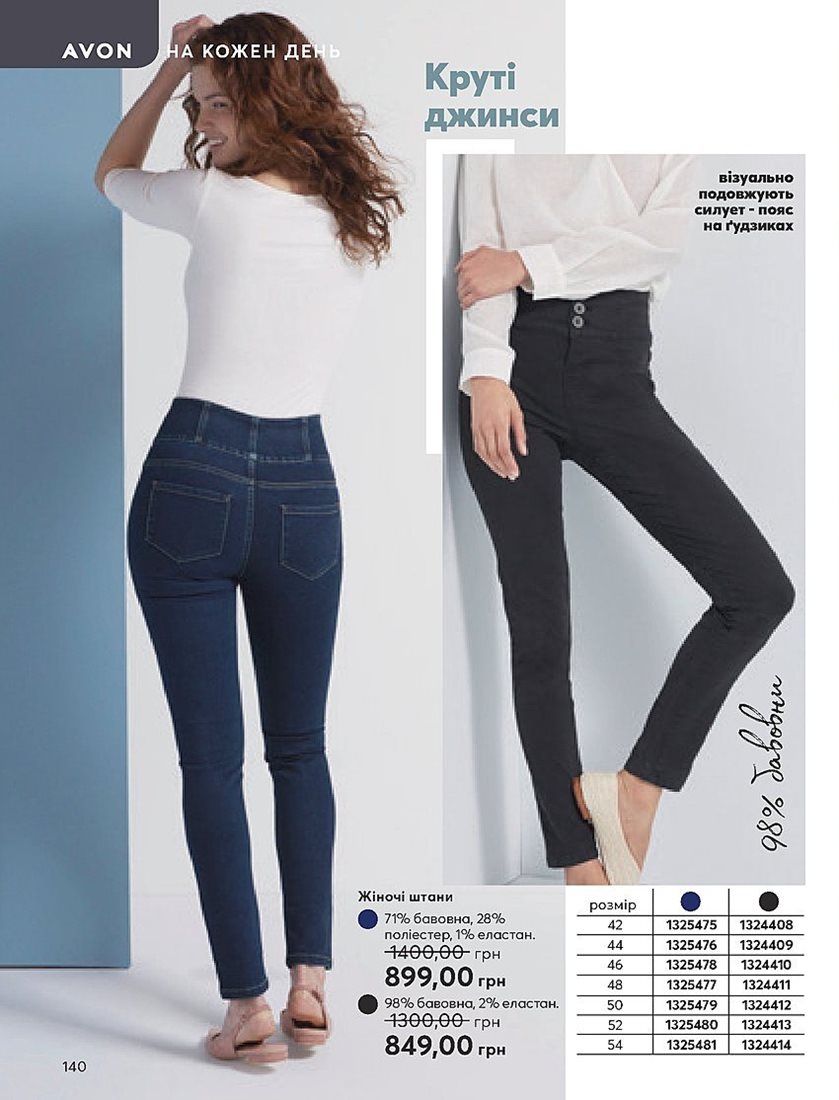 AVON НА КОЖЕН ДЕНЬ
Круті
джинси
візуально
подовжують
силует - пояс
на ґудзиках
98% бавовни
Жіночі штани
71% бавовна, 28%
поліестер, 1% еластан.
1400,00 грн
899,00 грн
98% бавовна, 2% еластан.
1300,00 грн
849,00 грн
розмір
42 1325475 1324408
44 1325476 1324409
46 1325478 1324410
48 1325477 1324411
50 1325479 1324412
52 1325480 1324413
54 1325481 1324414
140